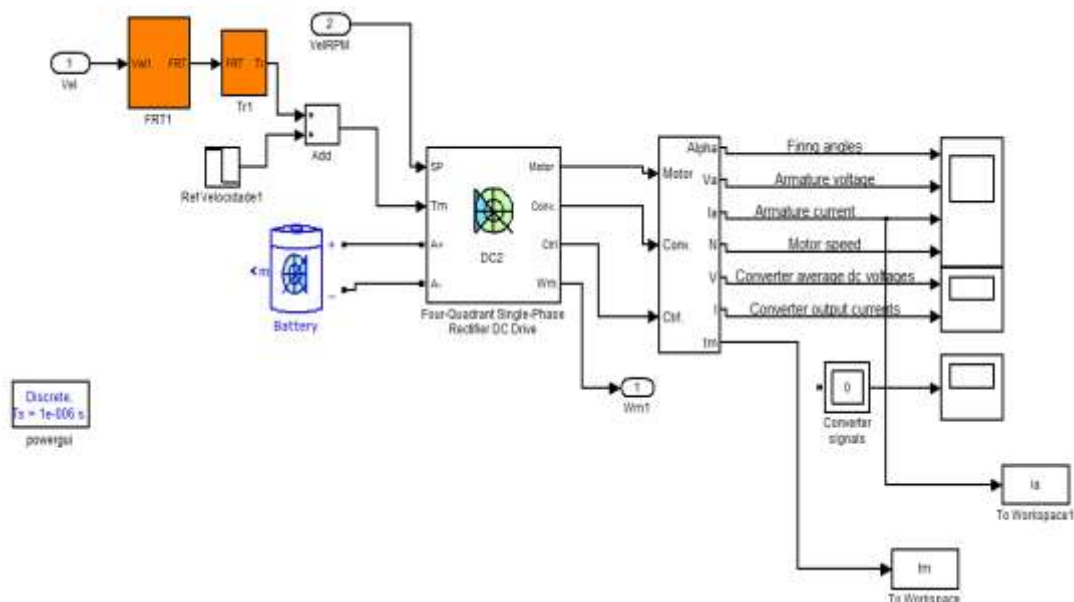 1
Vel
Vel1
FRT
FRT1
FRT
Tr
Tr1
2
VelRPM
Add
Ref Velocidade1
< m
+
−
Battery
SP
Tm
A+
A-
Motor
Conv.
Ctrl
Wm
DC2
Four-Quadrant Single-Phase
Rectifier DC Drive
Motor
Conv.
Ctrl.
Alpha
Va
Ia
N
V
I
tm
Firing angles
Armature voltage
Armature current
Motor speed
Converter average dc voltages
Converter output currents
1
Wm1
0
Converter
signals
Discrete,
Ts = 1e-006 s.
powergui
Ia
To Workspace1
tm
To Workspace